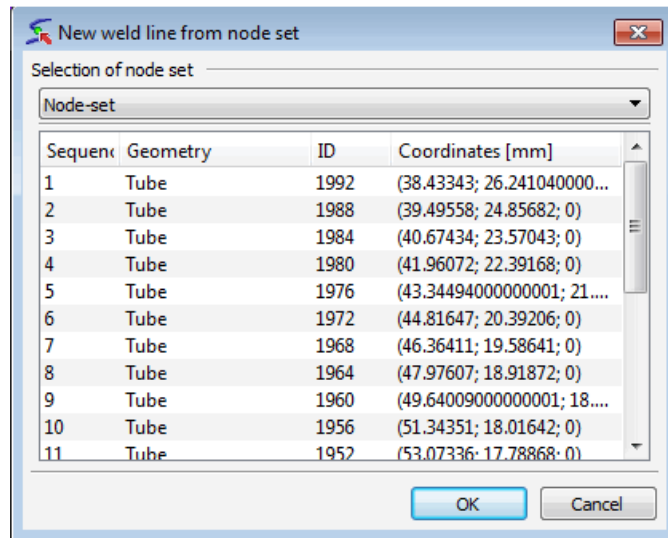 New weld line from node set
Selection of node set
Node-set
Sequenc Geometry ID Coordinates [mm]
1 Tube 1992 (38.43343; 26.241040000...
2 Tube 1988 (39.49558; 24.85682; 0)
3 Tube 1984 (40.67434; 23.57043; 0)
4 Tube 1980 (41.96072; 22.39168; 0)
5 Tube 1976 (43.34494000000001; 21....
6 Tube 1972 (44.81647; 20.39206; 0)
7 Tube 1968 (46.36411; 19.58641; 0)
8 Tube 1964 (47.97607; 18.91872; 0)
9 Tube 1960 (49.64009000000001; 18....
10 Tube 1956 (51.34351; 18.01642; 0)
11 Tube 1952 (53.07336; 17.78868; 0)
OK Cancel